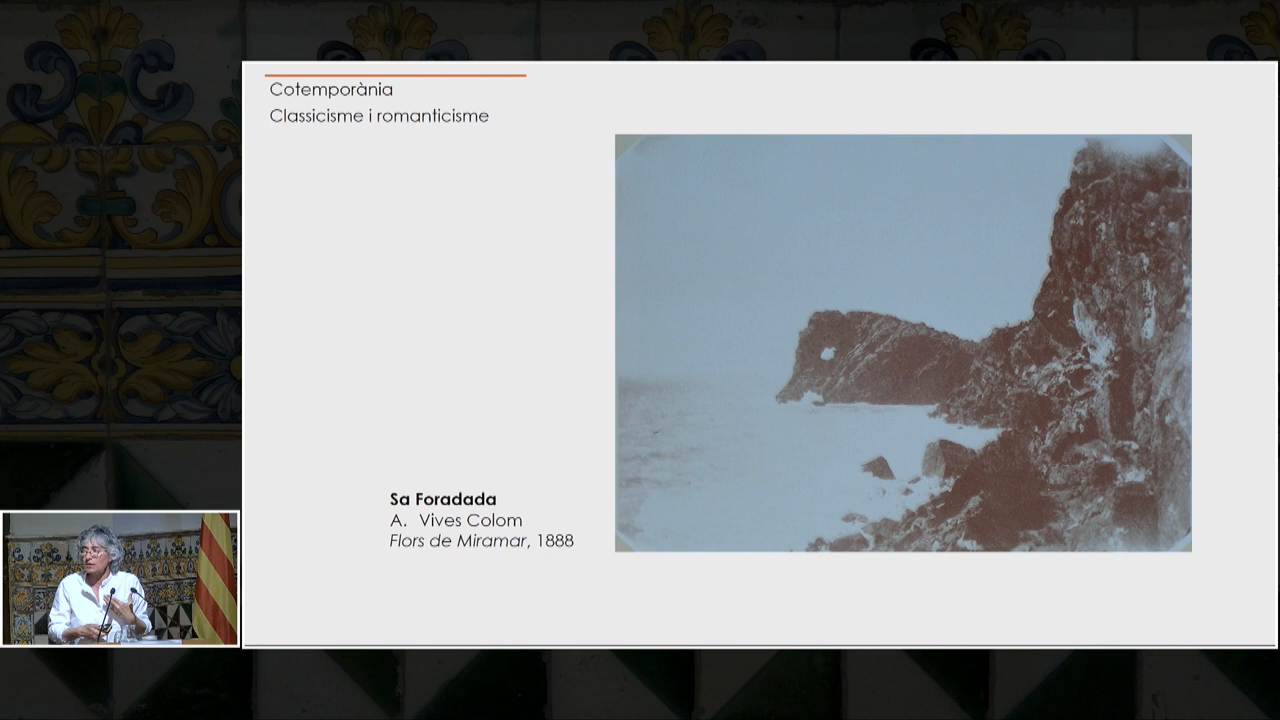 Cotemporània
Classicisme i romanticisme
Sa Foradada
A. Vives Colom
Flors de Miramar, 1888